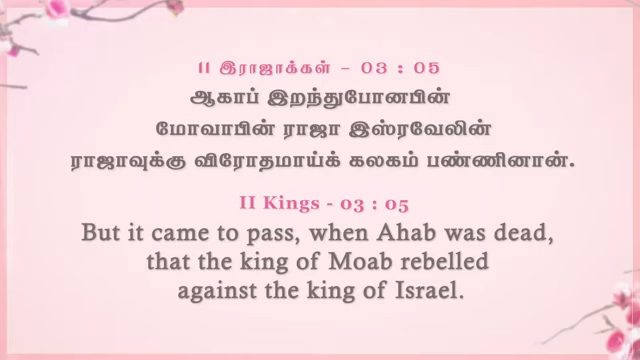 II இராஜாக்கள் – 03 : 05
ஆகாப் இறந்துபோனபின்
மோவாபின் ராஜா இஸ்ரவேலின்
ராஜாவுக்கு விரோதமாய்க் கலகம் பண்ணினான்.
II Kings - 03 : 05
But it came to pass, when Ahab was dead,
that the king of Moab rebelled
against the king of Israel.